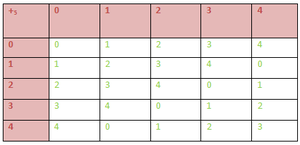 +₅ 0 1 2 3 4
0 0 1 2 3 4
1 1 2 3 4 0
2 2 3 4 0 1
3 3 4 0 1 2
4 4 0 1 2 3